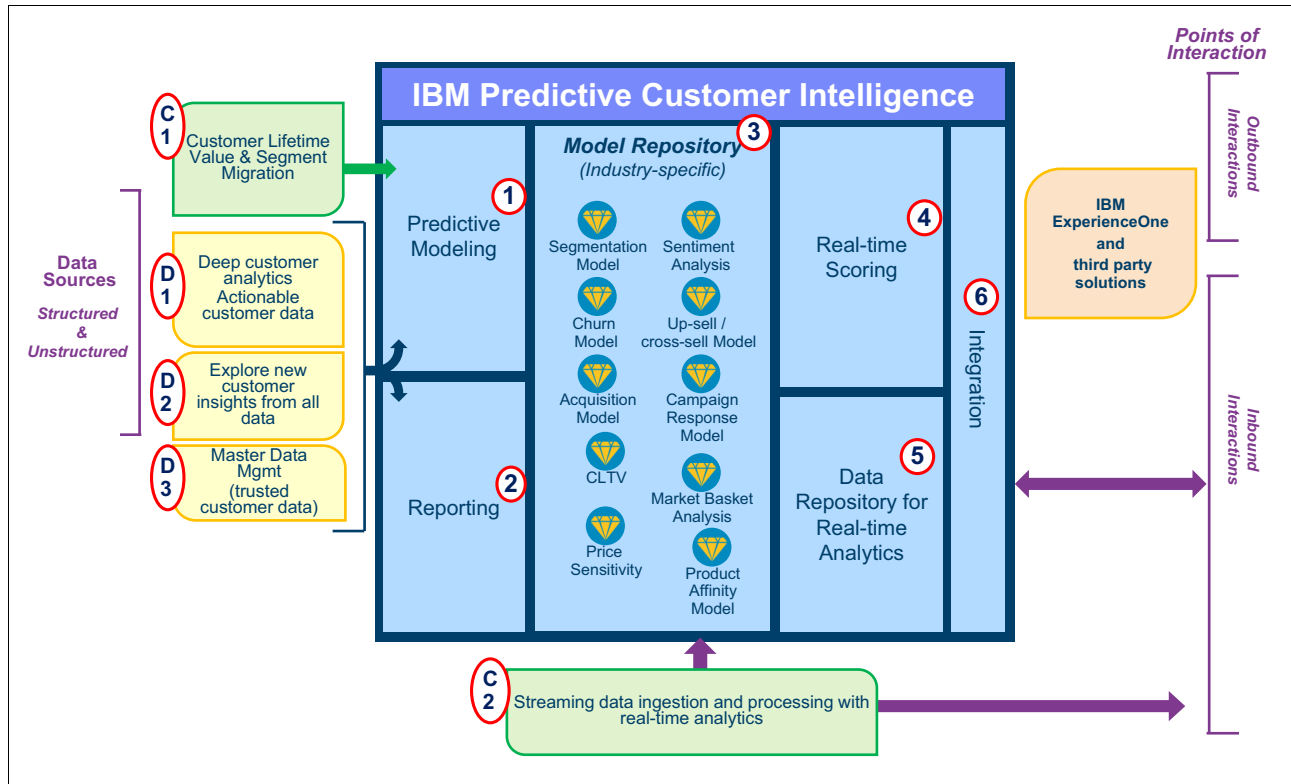 Points of
Interaction
IBM Predictive Customer Intelligence
C
1
Customer Lifetime
Value & Segment
Migration
Data
Sources
Structured
&
Unstructured
D
1
Deep customer
analytics
Actionable
customer data
D
2
Explore new
customer
insights from all
data
D
3
Master Data
Mgmt
(trusted
customer data)
1
Predictive
Modeling
2
Reporting
3
Model Repository
(Industry-specific)
Segmentation
Model
Sentiment
Analysis
Churn
Model
Up-sell /
cross-sell Model
Acquisition
Model
Campaign
Response
Model
CLTV
Market Basket
Analysis
Price
Sensitivity
Product
Affinity
Model
4
Real-time
Scoring
5
Data
Repository for
Real-time
Analytics
6
Integration
IBM
ExperienceOne
and
third party
solutions
Outbound
Interactions
Inbound
Interactions
C
2
Streaming data ingestion and processing with
real-time analytics